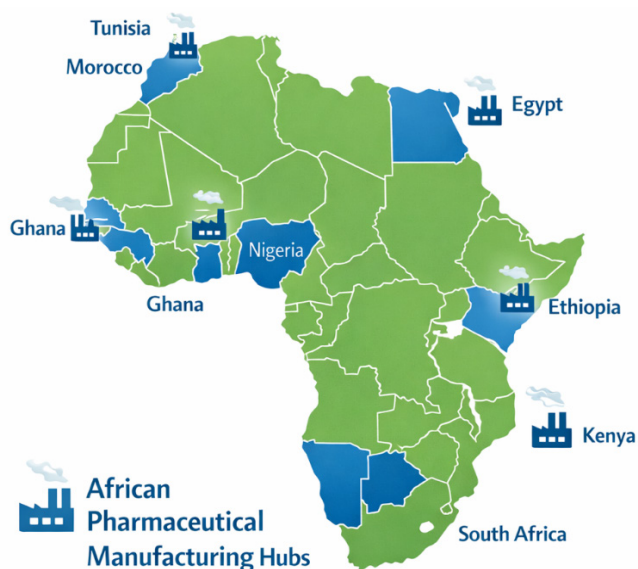 Tunisia
Morocco
Egypt
Ghana
Nigeria
Ghana
Ethiopia
Kenya
African
Pharmaceutical
Manufacturing Hubs
South Africa